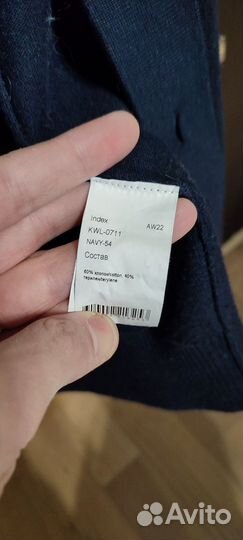 Index AW22
KWL-0711
NAVY-54
Состав
60% хлопок/cotton, 40%
терилен/terylene
Avito